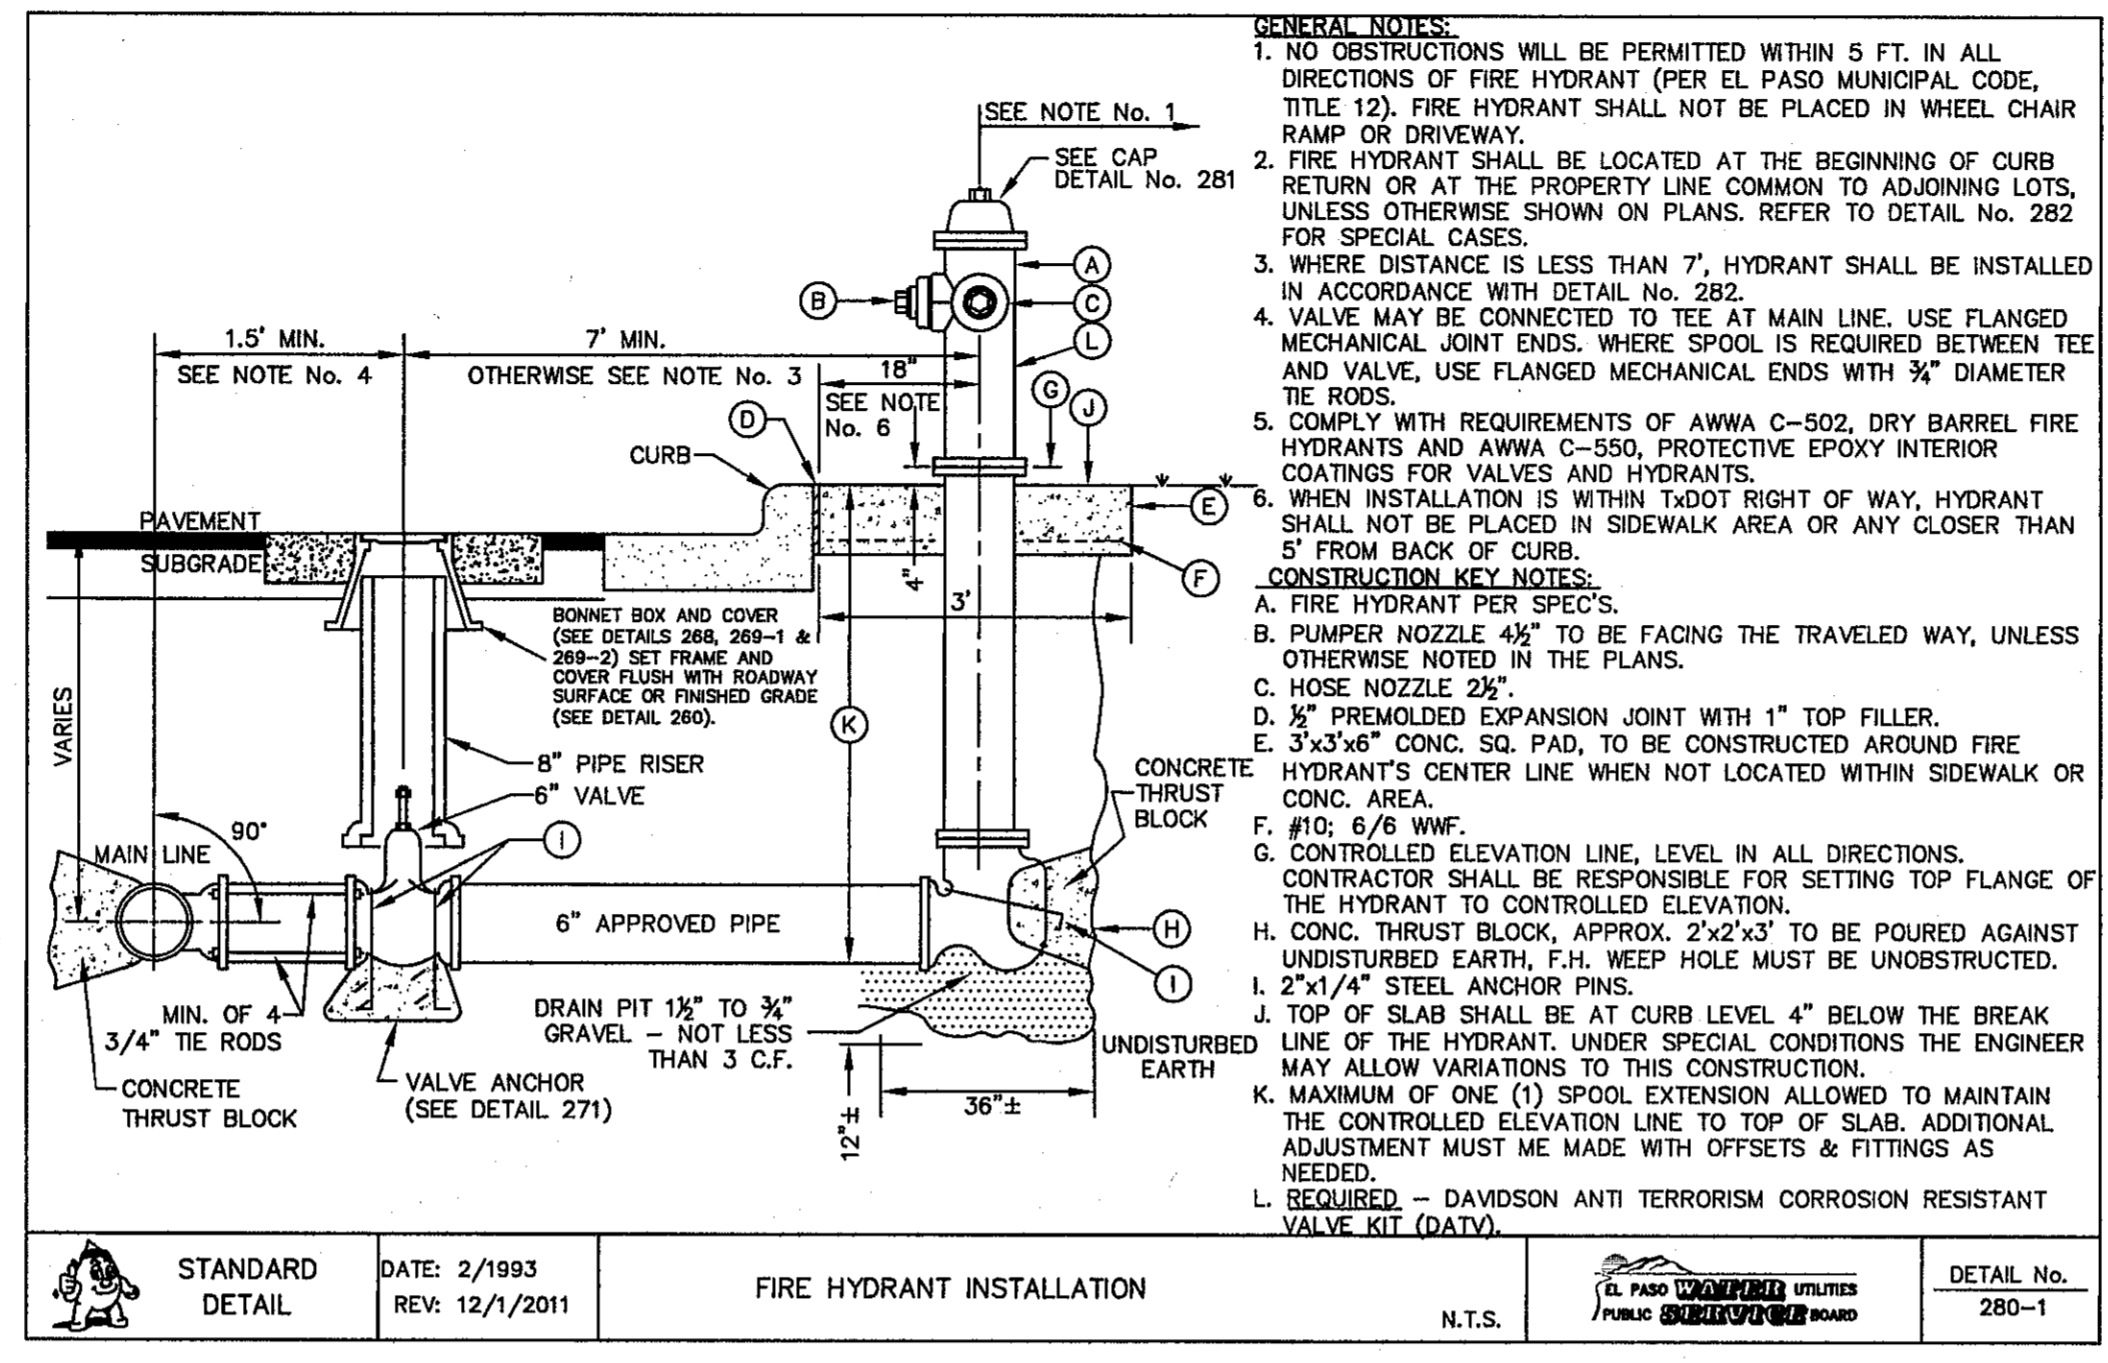 GENERAL NOTES:
1. NO OBSTRUCTIONS WILL BE PERMITTED WITHIN 5 FT. IN ALL
DIRECTIONS OF FIRE HYDRANT (PER EL PASO MUNICIPAL CODE,
TITLE 12). FIRE HYDRANT SHALL NOT BE PLACED IN WHEEL CHAIR
RAMP OR DRIVEWAY.
2. FIRE HYDRANT SHALL BE LOCATED AT THE BEGINNING OF CURB
RETURN OR AT THE PROPERTY LINE COMMON TO ADJOINING LOTS,
UNLESS OTHERWISE SHOWN ON PLANS. REFER TO DETAIL No. 282
FOR SPECIAL CASES.
3. WHERE DISTANCE IS LESS THAN 7', HYDRANT SHALL BE INSTALLED
IN ACCORDANCE WITH DETAIL No. 282.
4. VALVE MAY BE CONNECTED TO TEE AT MAIN LINE. USE FLANGED
MECHANICAL JOINT ENDS. WHERE SPOOL IS REQUIRED BETWEEN TEE
AND VALVE, USE FLANGED MECHANICAL ENDS WITH ¾" DIAMETER
TIE RODS.
5. COMPLY WITH REQUIREMENTS OF AWWA C-502, DRY BARREL FIRE
HYDRANTS AND AWWA C-550, PROTECTIVE EPOXY INTERIOR
COATINGS FOR VALVES AND HYDRANTS.
6. WHEN INSTALLATION IS WITHIN TxDOT RIGHT OF WAY, HYDRANT
SHALL NOT BE PLACED IN SIDEWALK AREA OR ANY CLOSER THAN
5' FROM BACK OF CURB.
CONSTRUCTION KEY NOTES:
A. FIRE HYDRANT PER SPEC'S.
B. PUMPER NOZZLE 4½" TO BE FACING THE TRAVELED WAY, UNLESS
OTHERWISE NOTED IN THE PLANS.
C. HOSE NOZZLE 2½".
D. ½" PREMOLDED EXPANSION JOINT WITH 1" TOP FILLER.
E. 3'x3'x6" CONC. SQ. PAD, TO BE CONSTRUCTED AROUND FIRE
HYDRANT'S CENTER LINE WHEN NOT LOCATED WITHIN SIDEWALK OR
CONC. AREA.
F. #10; 6/6 WWF.
G. CONTROLLED ELEVATION LINE, LEVEL IN ALL DIRECTIONS.
CONTRACTOR SHALL BE RESPONSIBLE FOR SETTING TOP FLANGE OF
THE HYDRANT TO CONTROLLED ELEVATION.
H. CONC. THRUST BLOCK, APPROX. 2'x2'x3' TO BE POURED AGAINST
UNDISTURBED EARTH, F.H. WEEP HOLE MUST BE UNOBSTRUCTED.
I. 2"x1/4" STEEL ANCHOR PINS.
J. TOP OF SLAB SHALL BE AT CURB LEVEL 4" BELOW THE BREAK
LINE OF THE HYDRANT. UNDER SPECIAL CONDITIONS THE ENGINEER
MAY ALLOW VARIATIONS TO THIS CONSTRUCTION.
K. MAXIMUM OF ONE (1) SPOOL EXTENSION ALLOWED TO MAINTAIN
THE CONTROLLED ELEVATION LINE TO TOP OF SLAB. ADDITIONAL
ADJUSTMENT MUST ME MADE WITH OFFSETS & FITTINGS AS
NEEDED.
L. REQUIRED - DAVIDSON ANTI TERRORISM CORROSION RESISTANT
VALVE KIT (DATV).
SEE NOTE No. 1
SEE CAP
DETAIL No. 281
A
B
C
L
1.5' MIN.
SEE NOTE No. 4
7' MIN.
OTHERWISE SEE NOTE No. 3
18"
SEE NOTE
No. 6
G
J
D
CURB
E
F
PAVEMENT
SUBGRADE
4"
3'
BONNET BOX AND COVER
(SEE DETAILS 268, 269-1 &
269-2) SET FRAME AND
COVER FLUSH WITH ROADWAY
SURFACE OR FINISHED GRADE
(SEE DETAIL 260).
VARIES
K
8" PIPE RISER
6" VALVE
CONCRETE
THRUST
BLOCK
90°
I
MAIN LINE
6" APPROVED PIPE
H
I
MIN. OF 4
3/4" TIE RODS
DRAIN PIT 1½" TO ¾"
GRAVEL - NOT LESS
THAN 3 C.F.
UNDISTURBED
EARTH
CONCRETE
THRUST BLOCK
VALVE ANCHOR
(SEE DETAIL 271)
12"±
36"±
STANDARD
DETAIL
DATE: 2/1993
REV: 12/1/2011
FIRE HYDRANT INSTALLATION
N.T.S.
EL PASO WATER UTILITIES
PUBLIC SERVICE BOARD
DETAIL No.
280-1